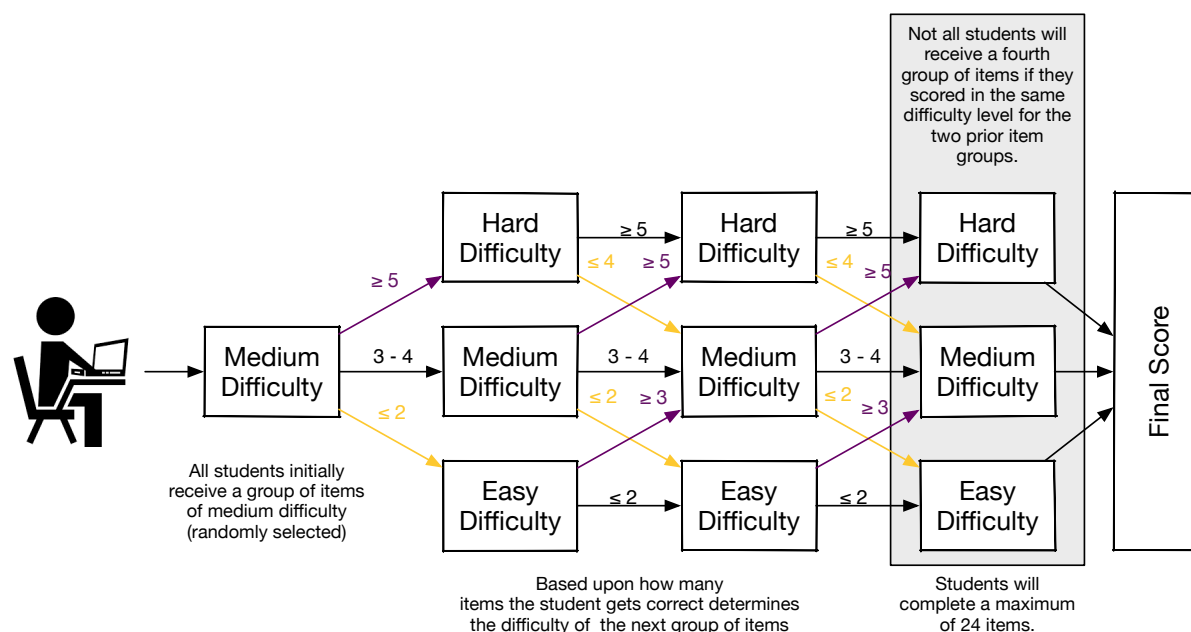 Not all students will
receive a fourth
group of items if they
scored in the same
difficulty level for the
two prior item
groups.
Hard
Difficulty
≥ 5
Hard
Difficulty
≥ 5
Hard
Difficulty
≥ 5
≤ 4
≥ 5
≤ 4
≥ 5
Medium
Difficulty
3 - 4
Medium
Difficulty
3 - 4
Medium
Difficulty
3 - 4
Medium
Difficulty
≤ 2
≤ 2
≥ 3
≤ 2
≥ 3
Easy
Difficulty
≤ 2
Easy
Difficulty
≤ 2
Easy
Difficulty
Final Score
All students initially
receive a group of items
of medium difficulty
(randomly selected)
Based upon how many
items the student gets correct determines
the difficulty of the next group of items
Students will
complete a maximum
of 24 items.